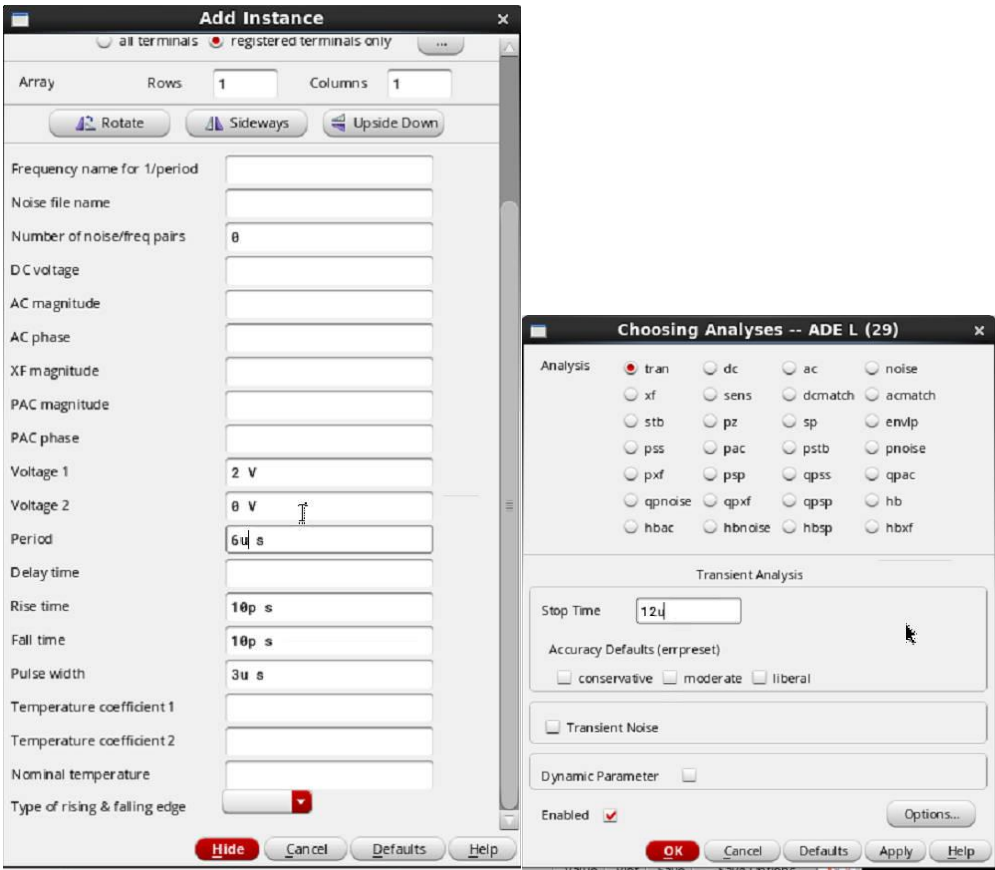 Add Instance
all terminals registered terminals only ...
Array Rows 1 Columns 1
Rotate Sideways Upside Down
Frequency name for 1/period
Noise file name
Number of noise/freq pairs 0
DC voltage
AC magnitude
AC phase
XF magnitude
PAC magnitude
PAC phase
Voltage 1 2 V
Voltage 2 0 V
Period 6u s
Delay time
Rise time 10p s
Fall time 10p s
Pulse width 3u s
Temperature coefficient 1
Temperature coefficient 2
Nominal temperature
Type of rising & falling edge
Hide Cancel Defaults Help
Choosing Analyses -- ADE L (29)
Analysis tran dc ac noise
xf sens dcmatch acmatch
stb pz sp envlp
pss pac pstb pnoise
pxf psp qpss qpac
qpnoise qpxf qpsp hb
hbac hbnoise hbsp hbxf
Transient Analysis
Stop Time 12u
Accuracy Defaults (errpreset)
conservative moderate liberal
Transient Noise
Dynamic Parameter
Enabled Options...
OK Cancel Defaults Apply Help